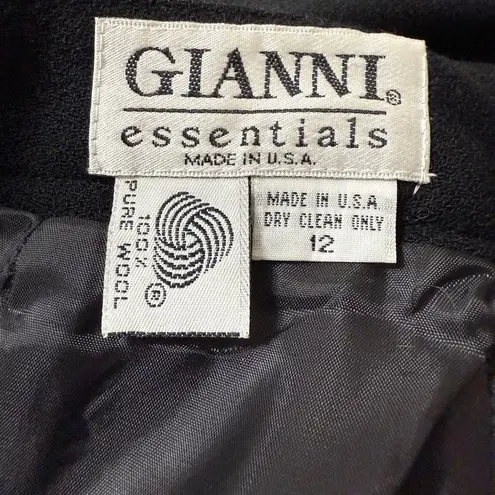 GIANNI®
essentials
MADE IN U.S.A.
100%
PURE WOOL
®
MADE IN U.S.A
DRY CLEAN ONLY
12